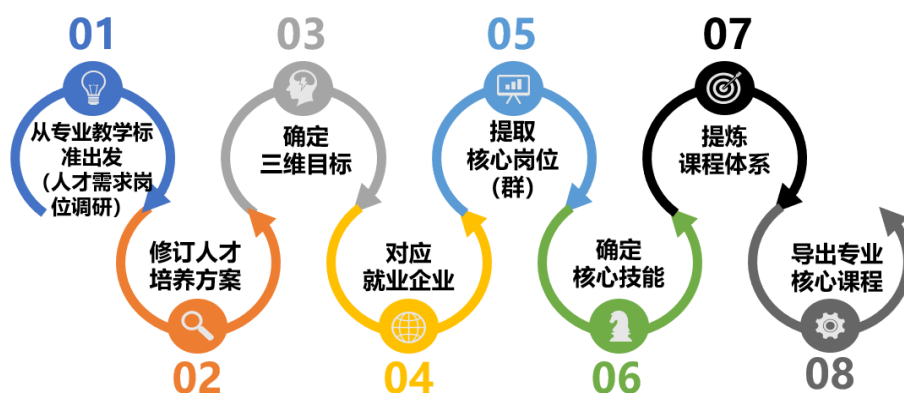 01
从专业教学标
准出发
（人才需求岗
位调研）
02
修订人才
培养方案
03
确定
三维目标
04
对应
就业企业
05
提取
核心岗位
（群）
06
确定
核心技能
07
提炼
课程体系
08
导出专业
核心课程